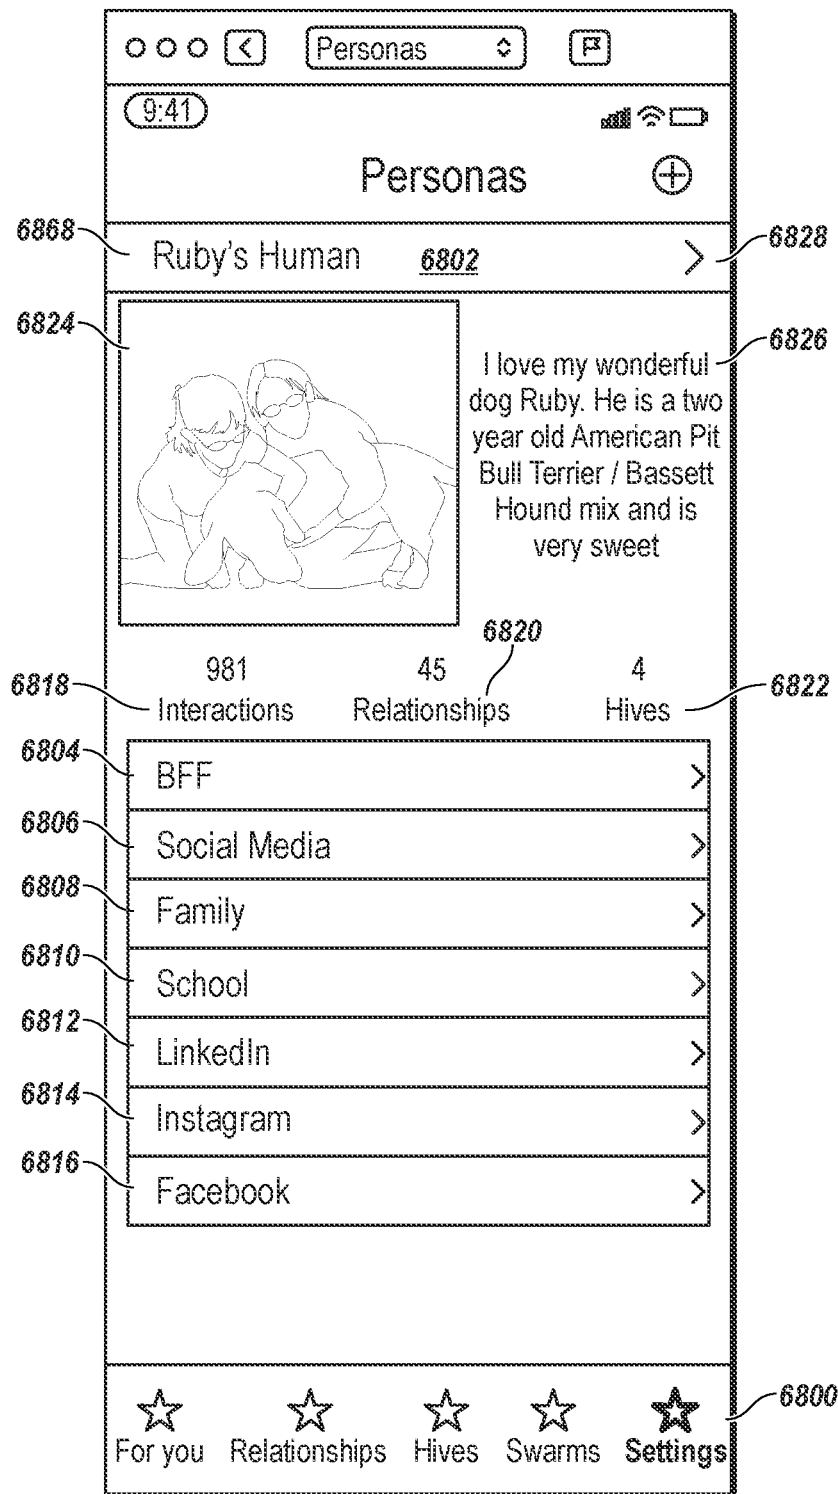 Personas
9:41
Personas
6868 Ruby's Human 6802 6828
6824
6826
I love my wonderful
dog Ruby. He is a two
year old American Pit
Bull Terrier / Bassett
Hound mix and is
very sweet
6820
981 45 4
6818 Interactions Relationships Hives 6822
6804 BFF
6806 Social Media
6808 Family
6810 School
6812 LinkedIn
6814 Instagram
6816 Facebook
6800
For you Relationships Hives Swarms Settings